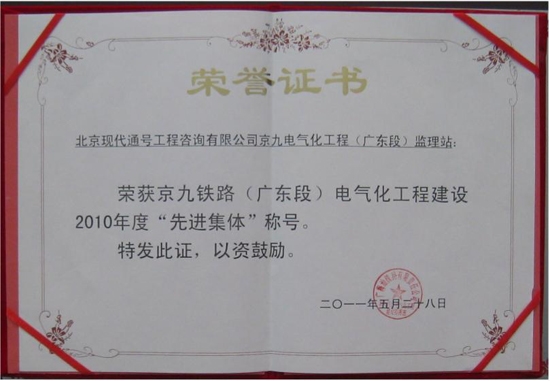 荣誉证书
北京现代通号工程咨询有限公司京九电气化工程（广东段）监理站：
荣获京九铁路（广东段）电气化工程建设
2010年度“先进集体”称号。
特发此证，以资鼓励。
二〇一一年五月二十八日